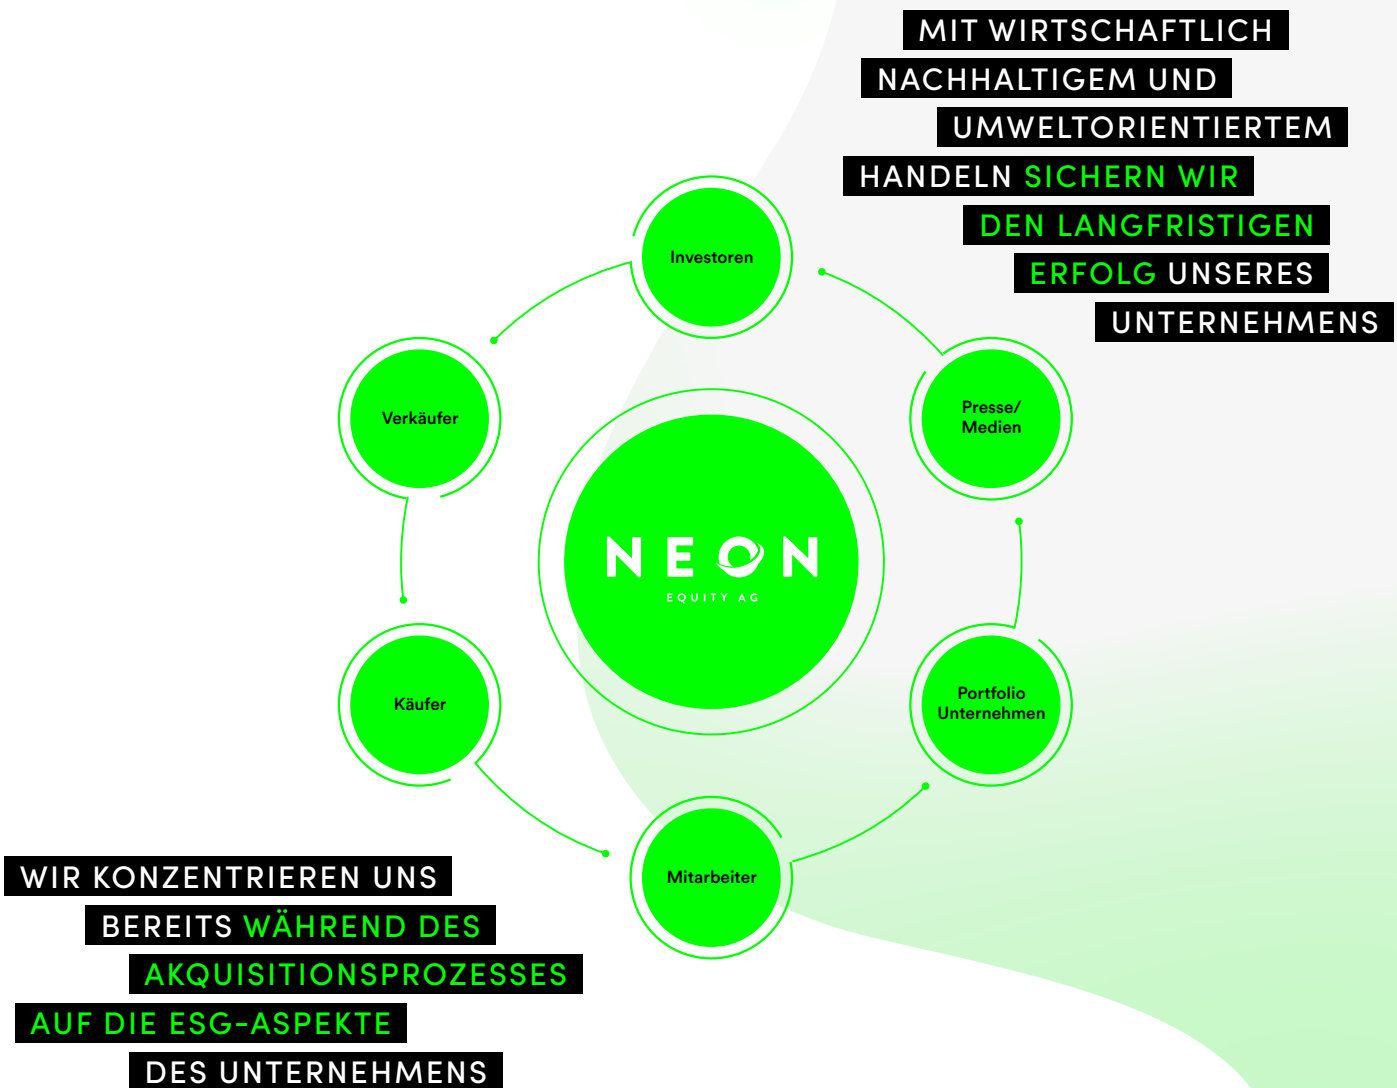 MIT WIRTSCHAFTLICH
NACHHALTIGEM UND
UMWELTORIENTIERTEM
HANDELN SICHERN WIR
DEN LANGFRISTIGEN
ERFOLG UNSERES
UNTERNEHMENS
Investoren
Verkäufer
Presse/
Medien
NEON
EQUITY AG
Käufer
Portfolio
Unternehmen
Mitarbeiter
WIR KONZENTRIEREN UNS
BEREITS WÄHREND DES
AKQUISITIONSPROZESSES
AUF DIE ESG-ASPEKTE
DES UNTERNEHMENS